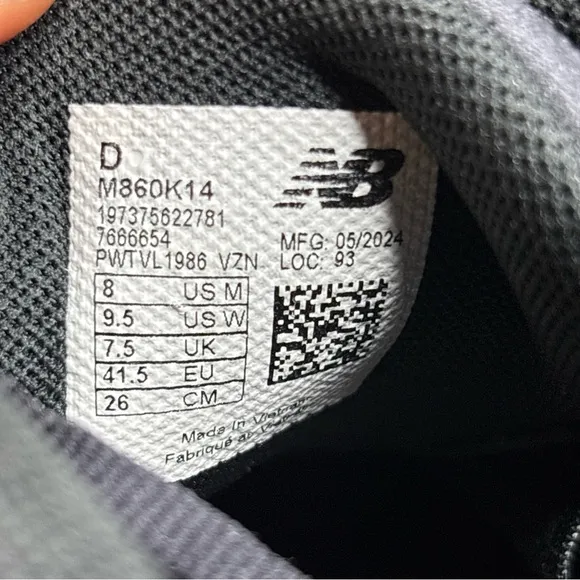 D
M860K14
197375622781
7666654
PWTVL1986 VZN
NB
MFG: 05/2024
LOC: 93
8 US M
9.5 US W
7.5 UK
41.5 EU
26 CM
Made in Vietnam
Fabriqué au